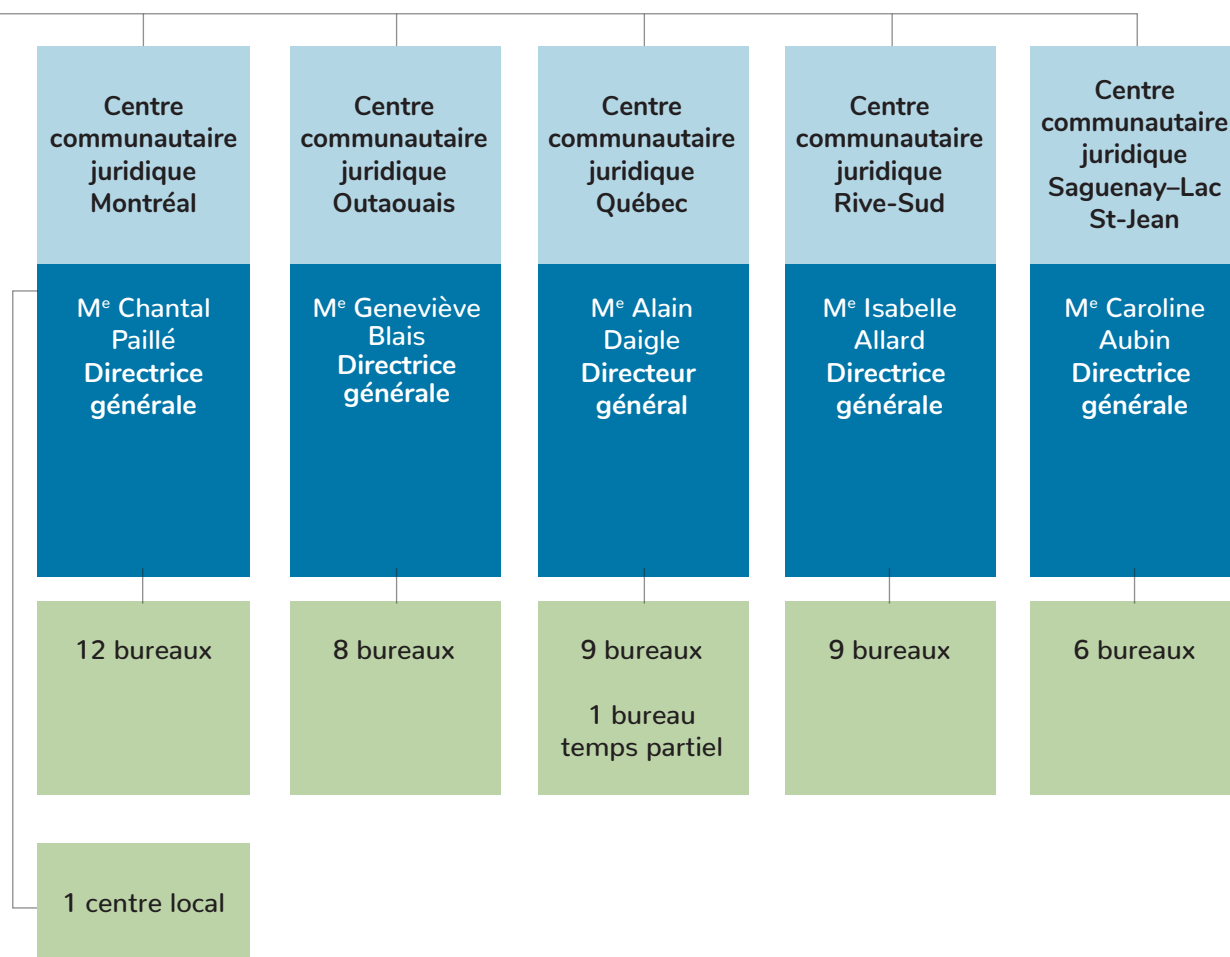 Centre
communautaire
juridique
Montréal
Mᵉ Chantal
Paillé
Directrice
générale
12 bureaux
1 centre local
Centre
communautaire
juridique
Outaouais
Mᵉ Geneviève
Blais
Directrice
générale
8 bureaux
Centre
communautaire
juridique
Québec
Mᵉ Alain
Daigle
Directeur
général
9 bureaux
1 bureau
temps partiel
Centre
communautaire
juridique
Rive-Sud
Mᵉ Isabelle
Allard
Directrice
générale
9 bureaux
Centre
communautaire
juridique
Saguenay–Lac
St-Jean
Mᵉ Caroline
Aubin
Directrice
générale
6 bureaux